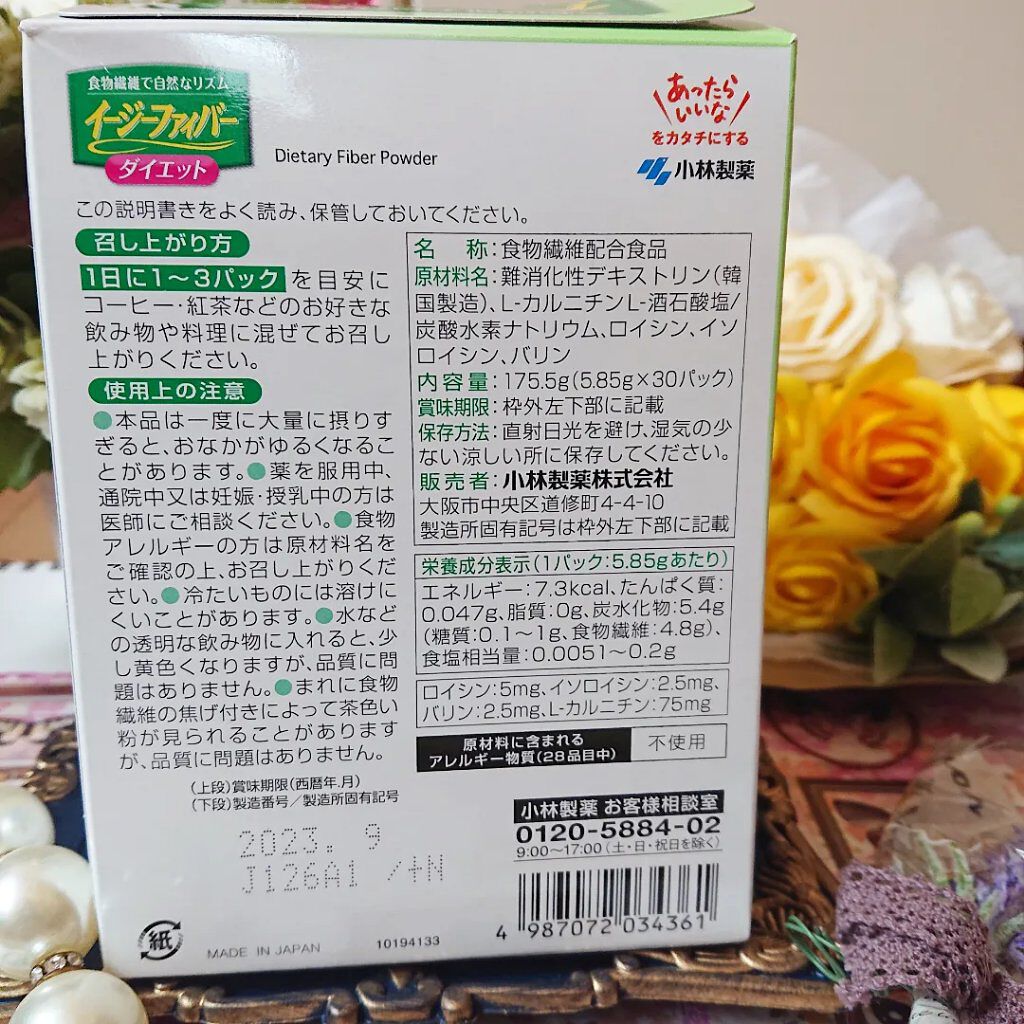 食物繊維で自然なリズム
イージーファイバー
ダイエット
Dietary Fiber Powder
あったら
いいな
をカタチにする
小林製薬
この説明書きをよく読み、保管しておいてください。
召し上がり方
1日に1〜3パック を目安に
コーヒー・紅茶などのお好きな
飲み物や料理に混ぜてお召し
上がりください。
使用上の注意
●本品は一度に大量に摂りす
ぎると、おなかがゆるくなるこ
とがあります。●薬を服用中、
通院中又は妊娠・授乳中の方は
医師にご相談ください。●食物
アレルギーの方は原材料名を
ご確認の上、お召し上がりくだ
さい。●冷たいものには溶けに
くいことがあります。●水など
の透明な飲み物に入れると、少
し黄色くなりますが、品質に問
題はありません。●まれに食物
繊維の焦げ付きによって茶色い
粉が見られることがあります
が、品質に問題はありません。
(上段)賞味期限(西暦年.月)
(下段)製造番号/製造所固有記号
2023. 9
J126A1 /tN
紙
MADE IN JAPAN
10194133
名 称:食物繊維配合食品
原材料名:難消化性デキストリン(韓
国製造)、L-カルニチンL-酒石酸塩/
炭酸水素ナトリウム、ロイシン、イソ
ロイシン、バリン
内容量:175.5g(5.85g×30パック)
賞味期限:枠外左下部に記載
保存方法:直射日光を避け、湿気の少
ない涼しい所に保存してください。
販売者:小林製薬株式会社
大阪市中央区道修町4-4-10
製造所固有記号は枠外左下部に記載
栄養成分表示(1パック:5.85gあたり)
エネルギー:7.3kcal、たんぱく質:
0.047g、脂質:0g、炭水化物:5.4g
(糖質:0.1〜1g、食物繊維:4.8g)、
食塩相当量:0.0051〜0.2g
ロイシン:5mg、イソロイシン:2.5mg、
バリン:2.5mg、L-カルニチン:75mg
原材料に含まれる
アレルギー物質(28品目中)
不使用
小林製薬 お客様相談室
0120-5884-02
9:00〜17:00(土・日・祝日を除く)
4 987072 034361